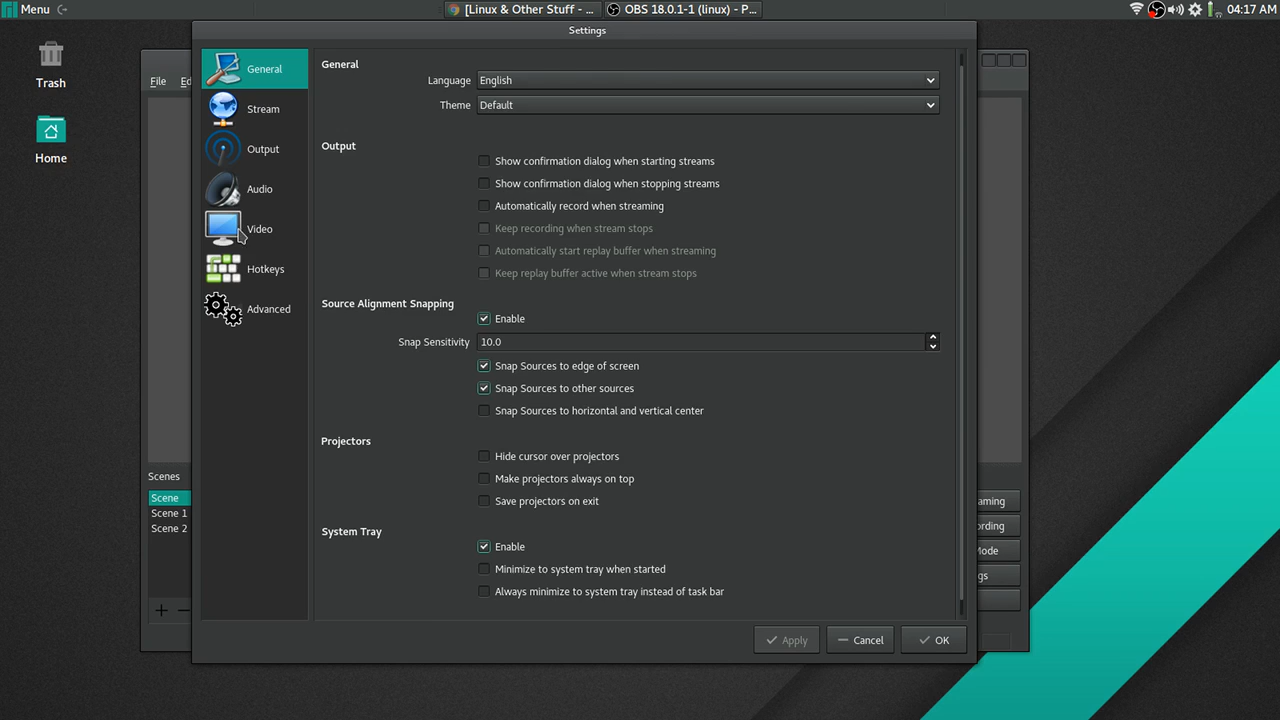 Menu
[Linux & Other Stuff - ...
OBS 18.0.1-1 (linux) - P...
04:17 AM
Trash
Home
File
Ed
Scenes
Scene
Scene 1
Scene 2
Settings
General
Stream
Output
Audio
Video
Hotkeys
Advanced
General
Language English
Theme Default
Output
Show confirmation dialog when starting streams
Show confirmation dialog when stopping streams
Automatically record when streaming
Keep recording when stream stops
Automatically start replay buffer when streaming
Keep replay buffer active when stream stops
Source Alignment Snapping
Enable
Snap Sensitivity 10.0
Snap Sources to edge of screen
Snap Sources to other sources
Snap Sources to horizontal and vertical center
Projectors
Hide cursor over projectors
Make projectors always on top
Save projectors on exit
System Tray
Enable
Minimize to system tray when started
Always minimize to system tray instead of task bar
Apply
Cancel
OK
aming
ording
Mode
gs